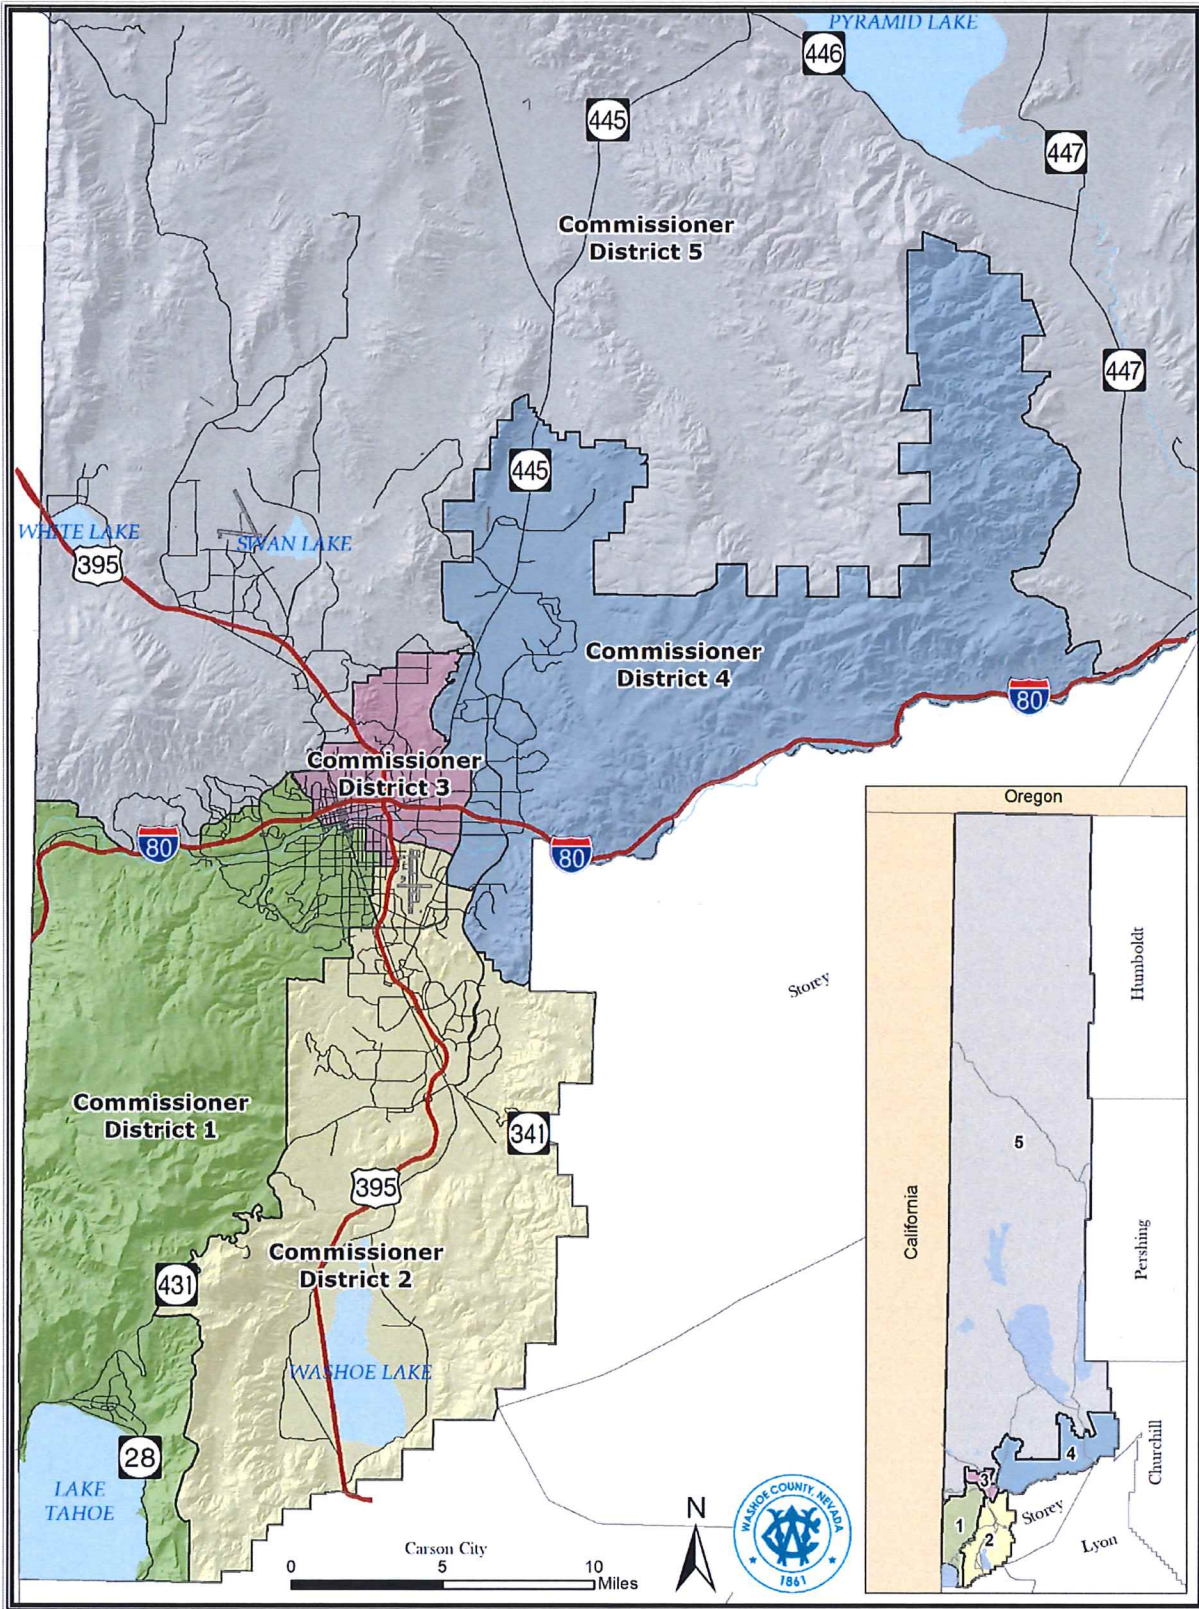 PYRAMID LAKE
446
445
447
Commissioner
District 5
447
445
WHITE LAKE
SWAN LAKE
395
Commissioner
District 4
80
Commissioner
District 3
80
80
Oregon
Humboldt
Storey
Commissioner
District 1
341
5
395
California
Pershing
Commissioner
District 2
431
WASHOE LAKE
28
4
Churchill
3
LAKE
TAHOE
N
WASHOE COUNTY, NEVADA
1861
1
2
Storey
Lyon
Carson City
0 5 10
Miles